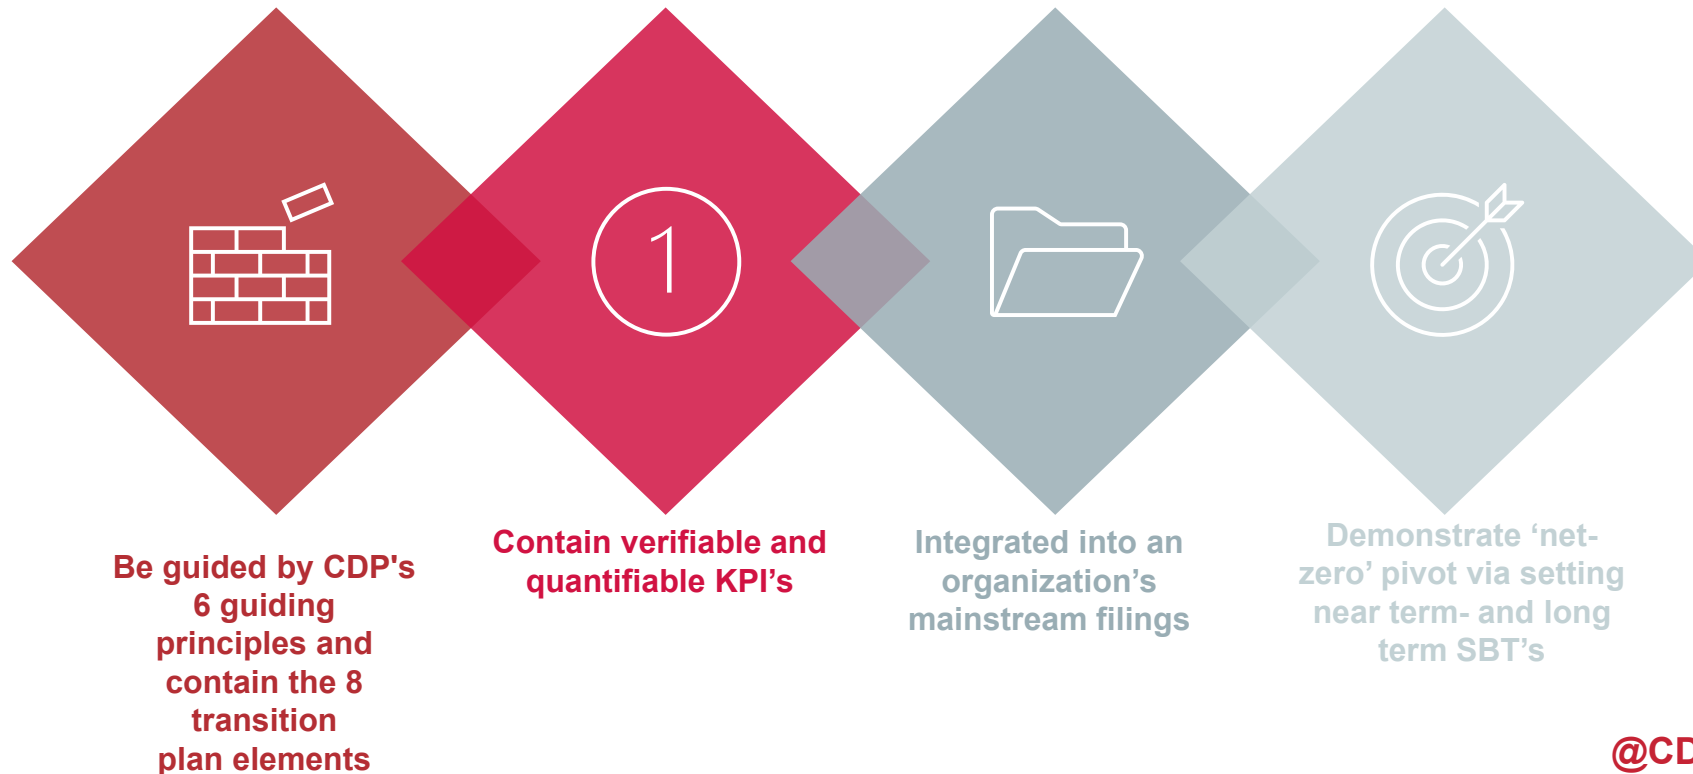 1
Be guided by CDP's
6 guiding
principles and
contain the 8
transition
plan elements
Contain verifiable and
quantifiable KPI’s
Integrated into an
organization’s
mainstream filings
Demonstrate ‘net-
zero’ pivot via setting
near term- and long
term SBT’s
@CD